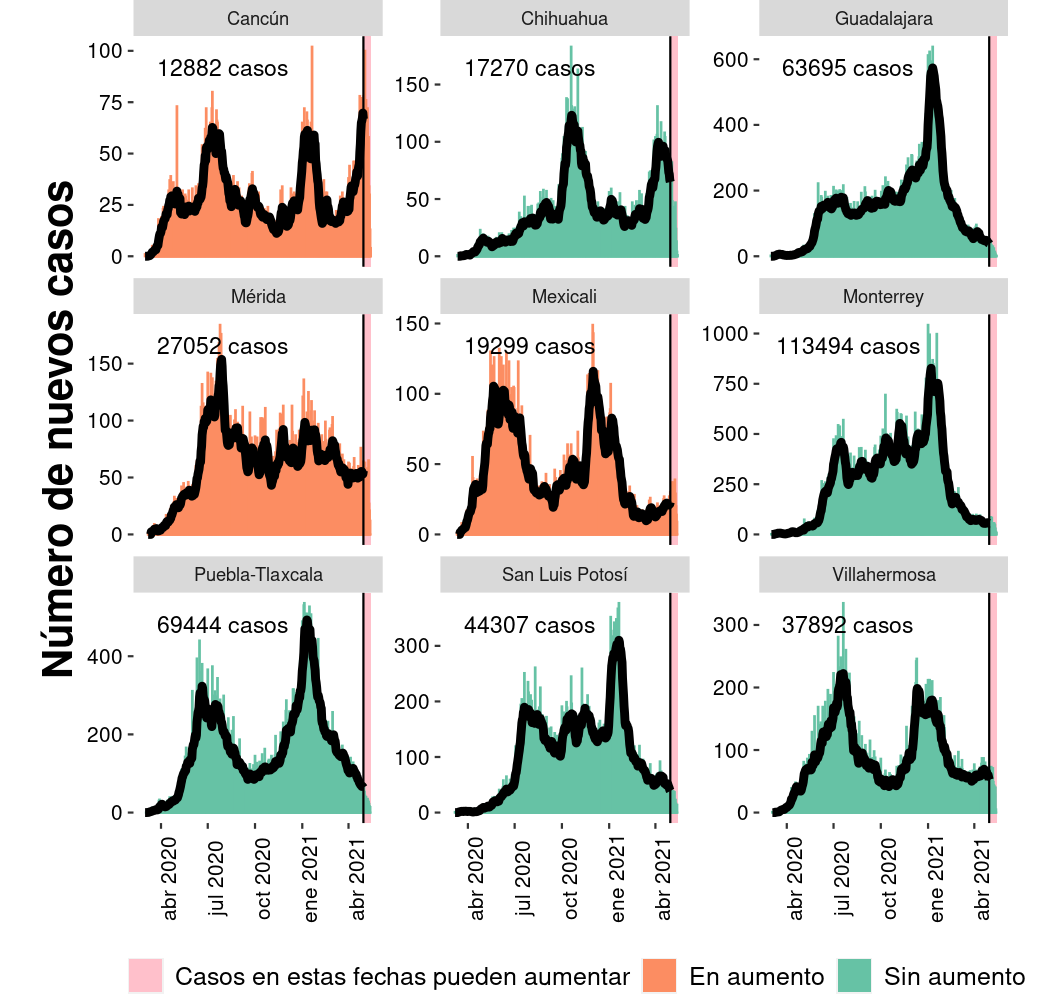 Número de nuevos casos
Cancún
Chihuahua
Guadalajara
100
75
50
25
0
12882 casos
150
100
50
0
17270 casos
600
400
200
0
63695 casos
Mérida
Mexicali
Monterrey
150
100
50
0
27052 casos
150
100
50
0
19299 casos
1000
750
500
250
0
113494 casos
Puebla-Tlaxcala
San Luis Potosí
Villahermosa
400
200
0
69444 casos
300
200
100
0
44307 casos
300
200
100
0
37892 casos
abr 2020
jul 2020
oct 2020
ene 2021
abr 2021
abr 2020
jul 2020
oct 2020
ene 2021
abr 2021
abr 2020
jul 2020
oct 2020
ene 2021
abr 2021
Casos en estas fechas pueden aumentar
En aumento
Sin aumento